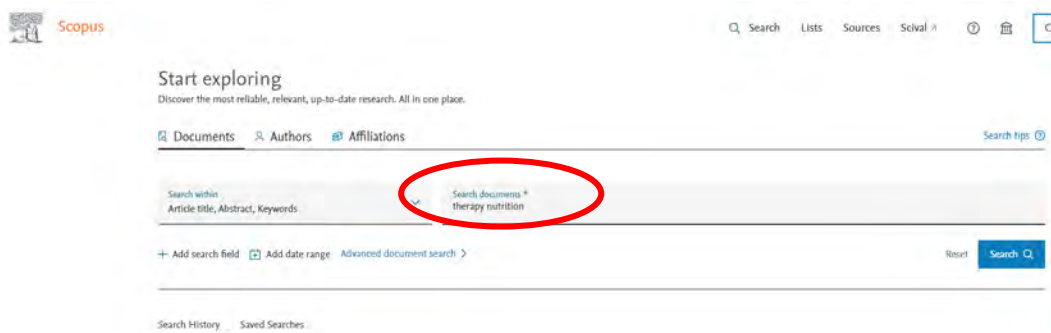 Scopus
Search Lists Sources Scival
Start exploring
Discover the most reliable, relevant, up-to-date research. All in one place.
Documents Authors Affiliations
Search tips
Search within
Article title, Abstract, Keywords
Search documents *
therapy nutrition
+ Add search field Add date range Advanced document search >
Reset Search
Search History Saved Searches